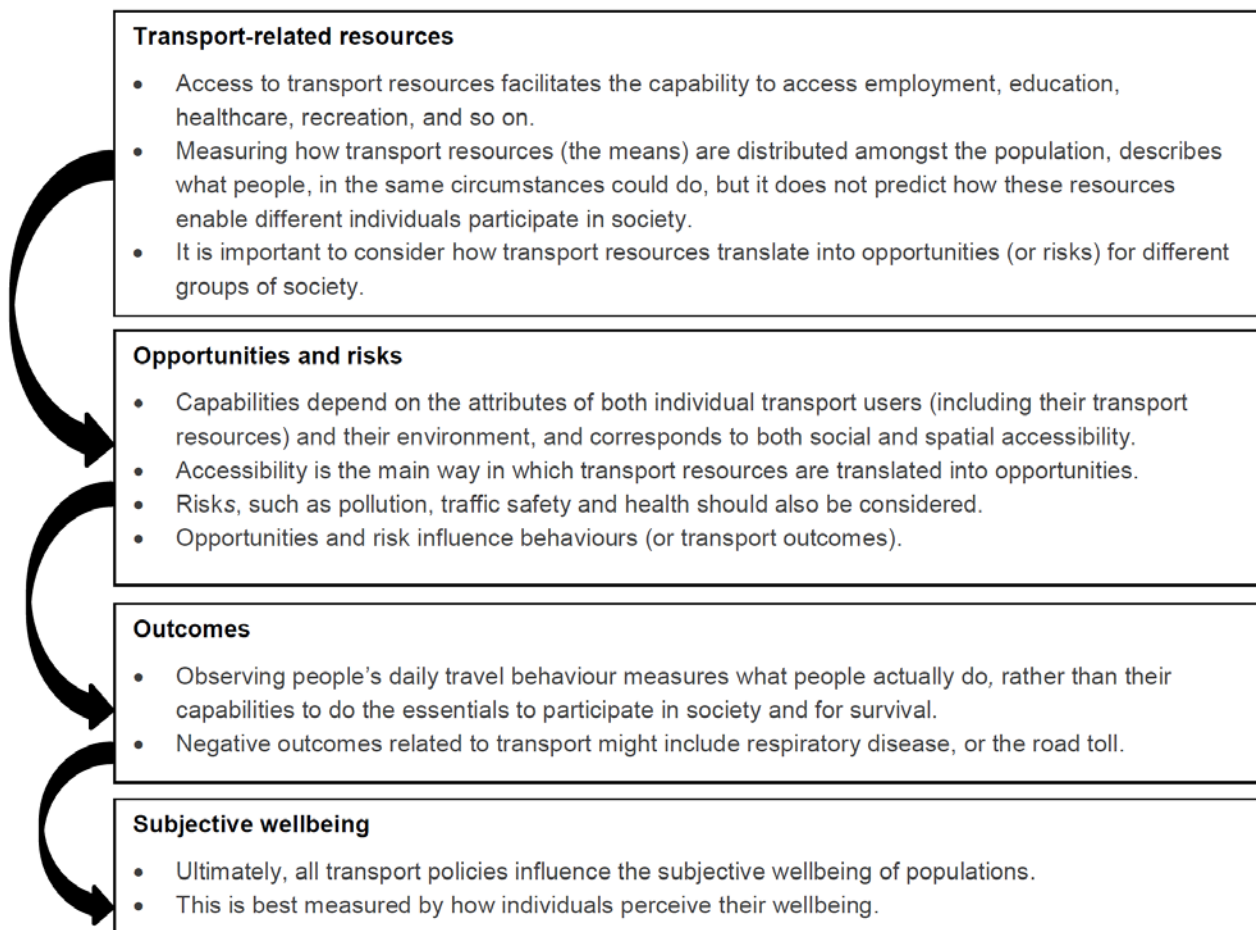 Transport-related resources
• Access to transport resources facilitates the capability to access employment, education,
healthcare, recreation, and so on.
• Measuring how transport resources (the means) are distributed amongst the population, describes
what people, in the same circumstances could do, but it does not predict how these resources
enable different individuals participate in society.
• It is important to consider how transport resources translate into opportunities (or risks) for different
groups of society.
Opportunities and risks
• Capabilities depend on the attributes of both individual transport users (including their transport
resources) and their environment, and corresponds to both social and spatial accessibility.
• Accessibility is the main way in which transport resources are translated into opportunities.
• Risks, such as pollution, traffic safety and health should also be considered.
• Opportunities and risk influence behaviours (or transport outcomes).
Outcomes
• Observing people's daily travel behaviour measures what people actually do, rather than their
capabilities to do the essentials to participate in society and for survival.
• Negative outcomes related to transport might include respiratory disease, or the road toll.
Subjective wellbeing
• Ultimately, all transport policies influence the subjective wellbeing of populations.
• This is best measured by how individuals perceive their wellbeing.